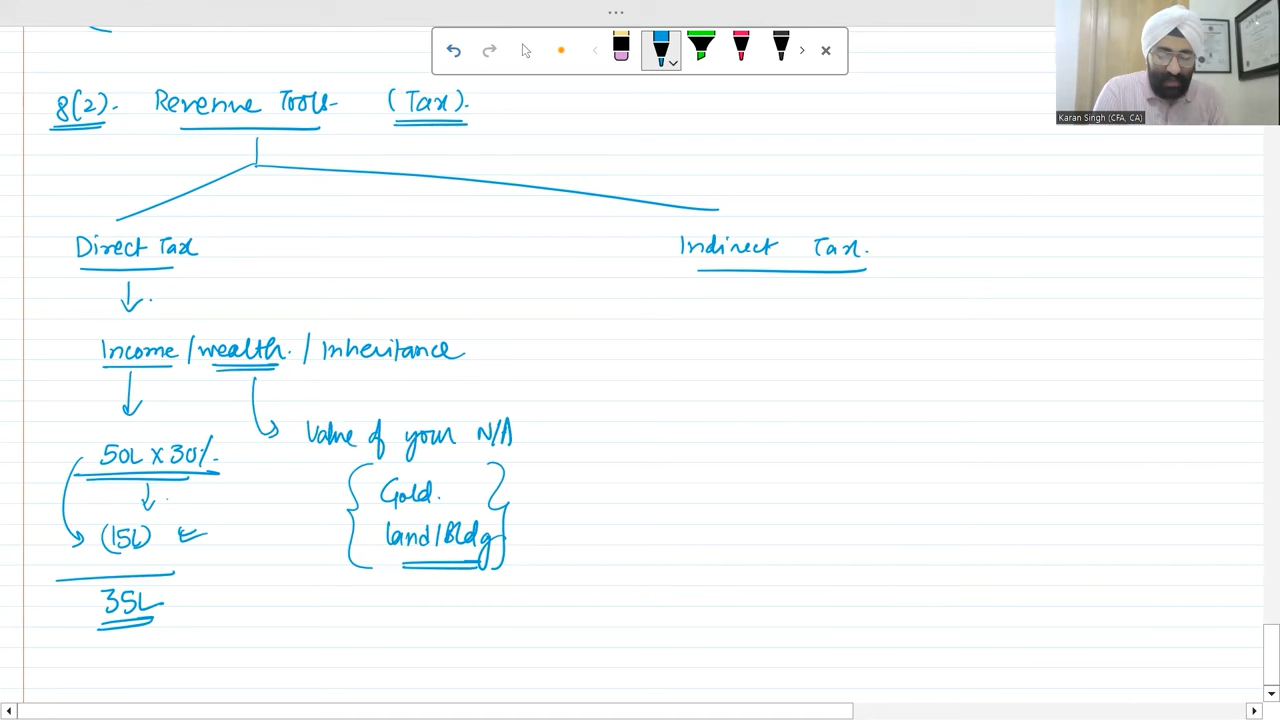 Karan Singh (CFA, CA)
8(2). Revenue Tools- (Tax).
Direct Tax
Indirect Tax.
Income / wealth. / Inheritance
Value of your N/A
50L x 30%.
Gold.
(15L)
land/Bldg
35L